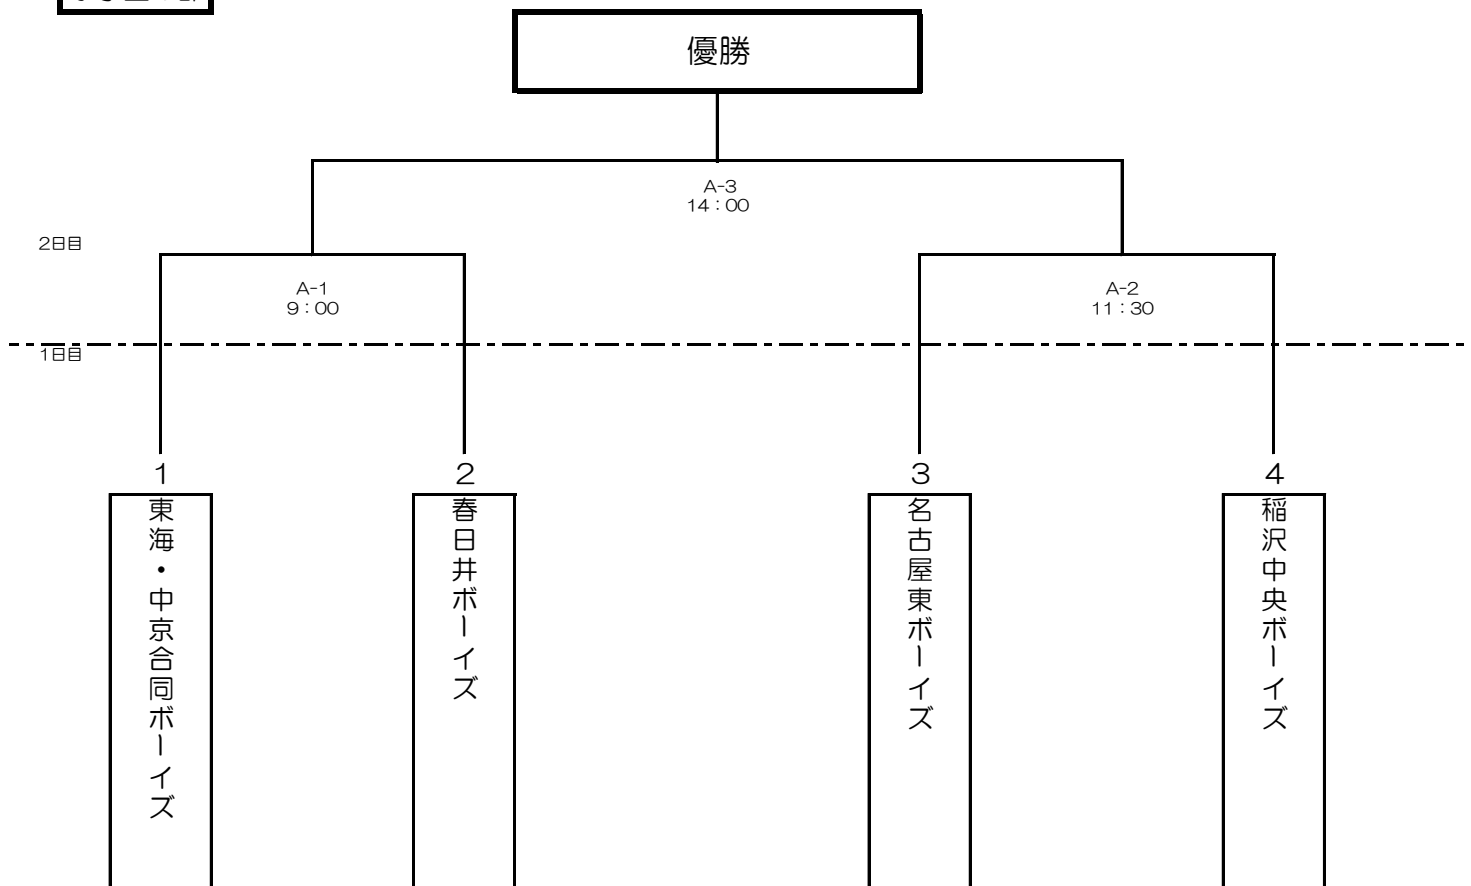 優勝
A-3
14：00
2日目
A-1
9：00
A-2
11：30
1日目
1
2
3
4
東海・中京合同ボーイズ
春日井ボーイズ
名古屋東ボーイズ
稲沢中央ボーイズ